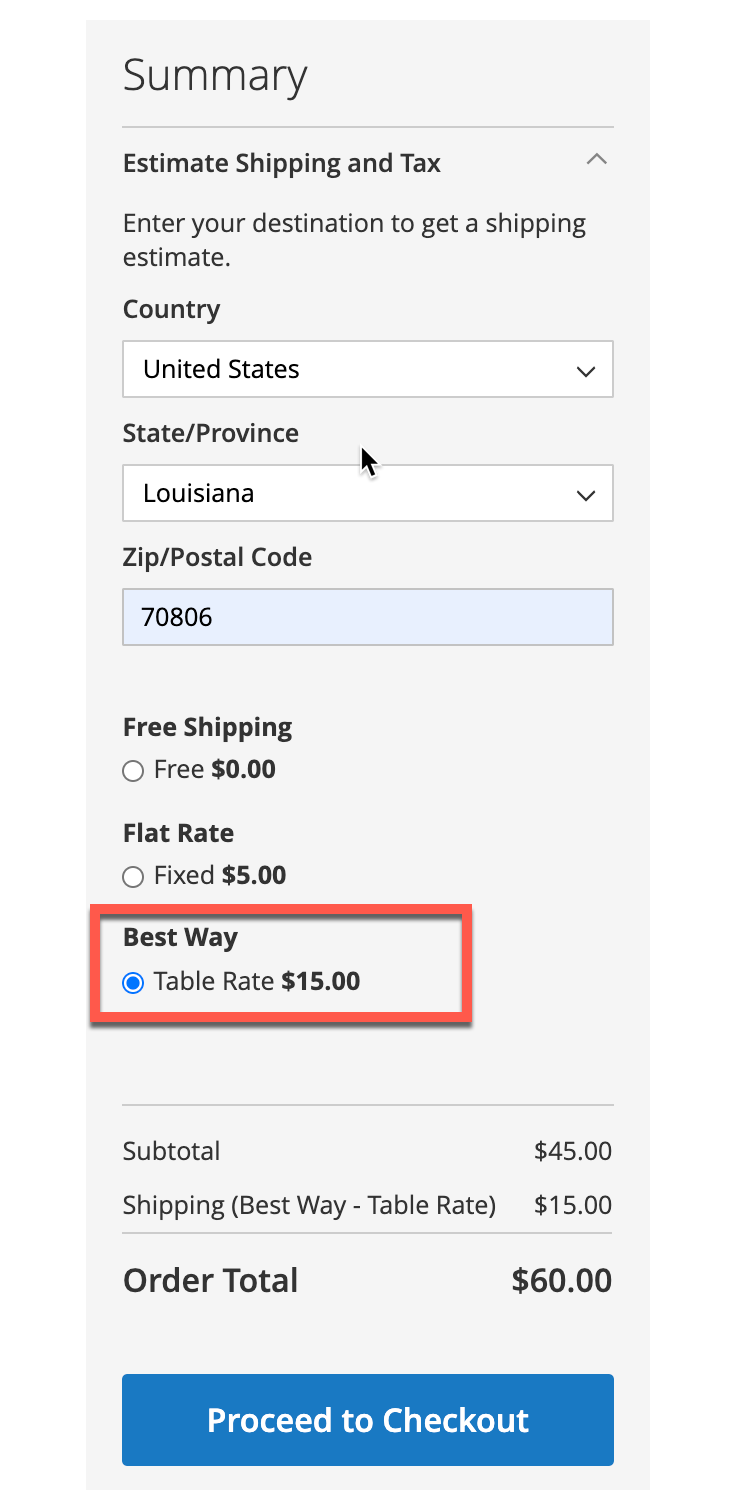 Summary
Estimate Shipping and Tax
Enter your destination to get a shipping
estimate.
Country
United States
State/Province
Louisiana
Zip/Postal Code
70806
Free Shipping
Free $0.00
Flat Rate
Fixed $5.00
Best Way
Table Rate $15.00
Subtotal $45.00
Shipping (Best Way - Table Rate) $15.00
Order Total $60.00
Proceed to Checkout